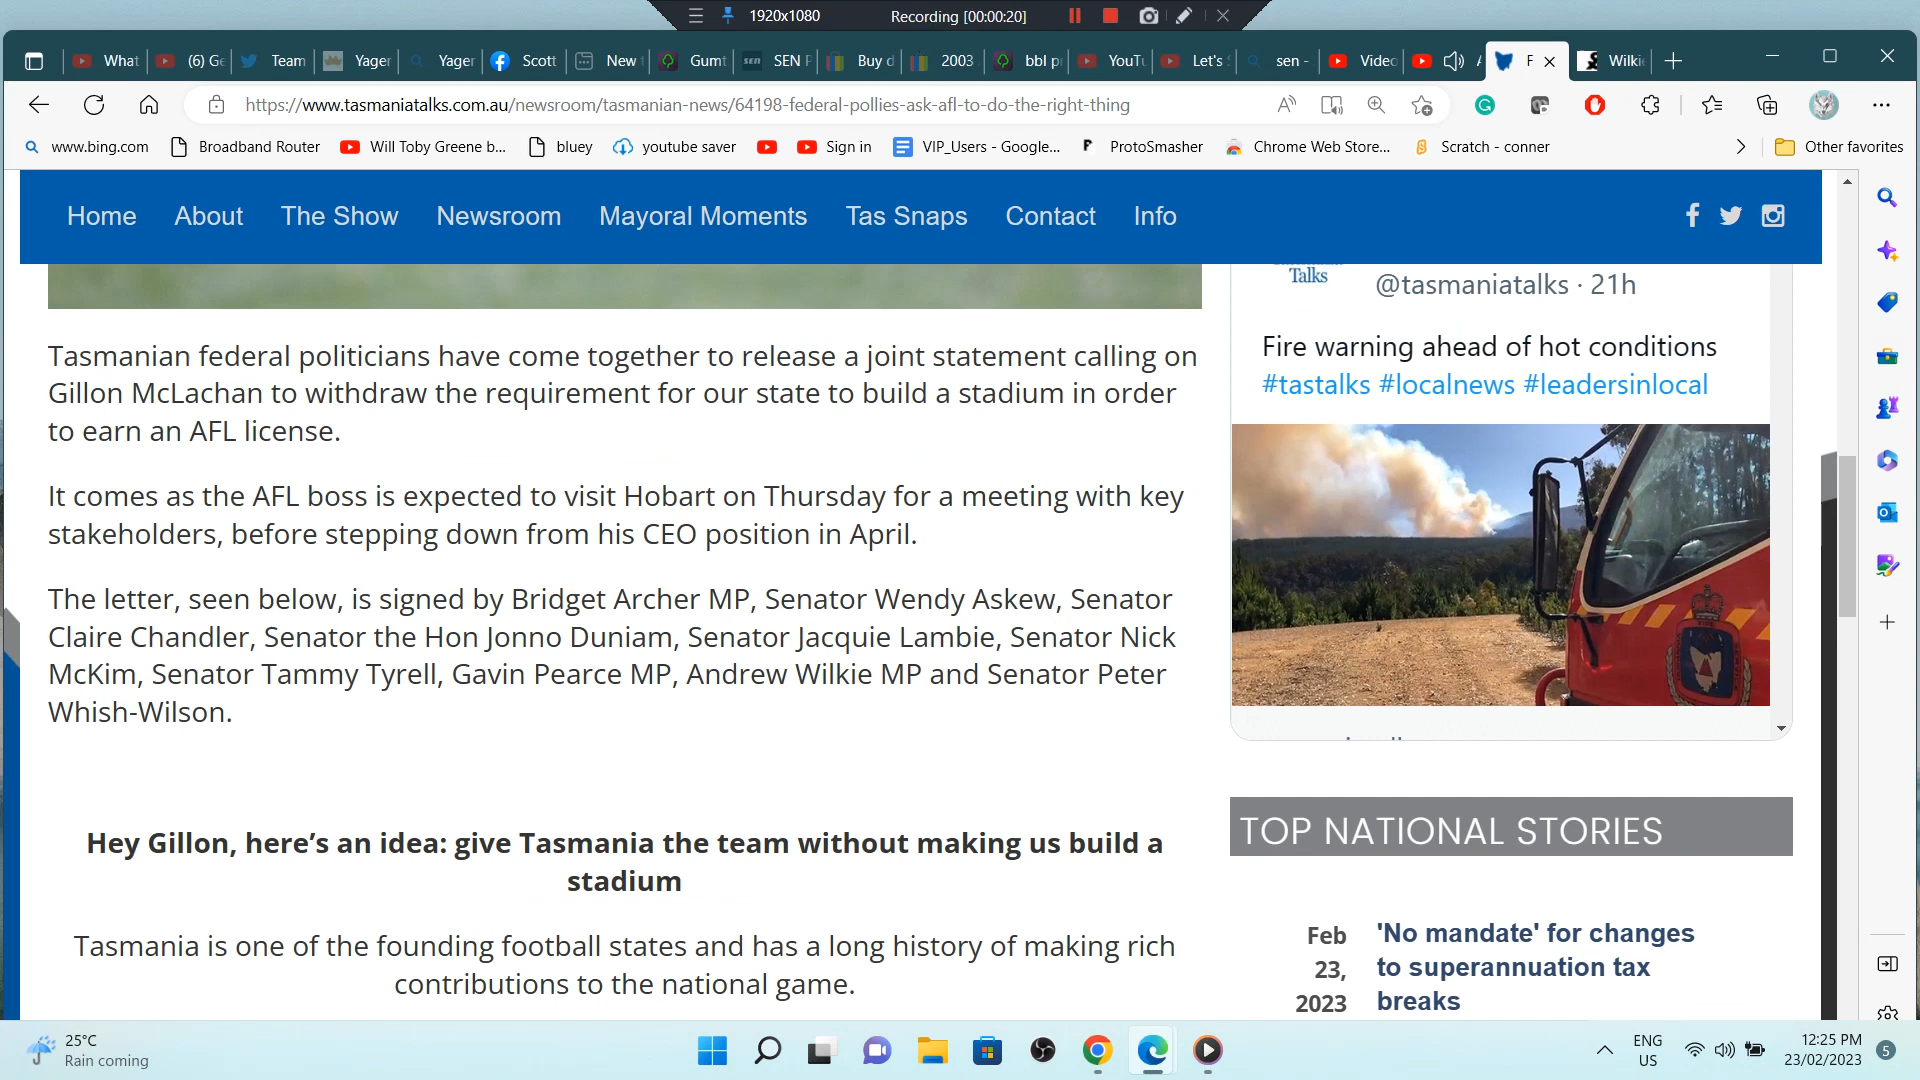 1920x1080 Recording [00:00:20]
What (6) Ge Team Yager Yager Scott New Gumt SEN F Buy d 2003 bbl p YouTu Let's sen - Video F Wilki
https://www.tasmaniatalks.com.au/newsroom/tasmanian-news/64198-federal-pollies-ask-afl-to-do-the-right-thing
www.bing.com Broadband Router Will Toby Greene b... bluey youtube saver Sign in VIP_Users - Google... ProtoSmasher Chrome Web Store... Scratch - conner Other favorites
Home About The Show Newsroom Mayoral Moments Tas Snaps Contact Info
Tasmanian federal politicians have come together to release a joint statement calling on
Gillon McLachan to withdraw the requirement for our state to build a stadium in order
to earn an AFL license.
It comes as the AFL boss is expected to visit Hobart on Thursday for a meeting with key
stakeholders, before stepping down from his CEO position in April.
The letter, seen below, is signed by Bridget Archer MP, Senator Wendy Askew, Senator
Claire Chandler, Senator the Hon Jonno Duniam, Senator Jacquie Lambie, Senator Nick
McKim, Senator Tammy Tyrell, Gavin Pearce MP, Andrew Wilkie MP and Senator Peter
Whish-Wilson.
Hey Gillon, here's an idea: give Tasmania the team without making us build a
stadium
Tasmania is one of the founding football states and has a long history of making rich
contributions to the national game.
Talks
@tasmaniatalks · 21h
Fire warning ahead of hot conditions
#tastalks #localnews #leadersinlocal
TOP NATIONAL STORIES
Feb
23,
2023
'No mandate' for changes
to superannuation tax
breaks
25°C
Rain coming
ENG
US
12:25 PM
23/02/2023
5